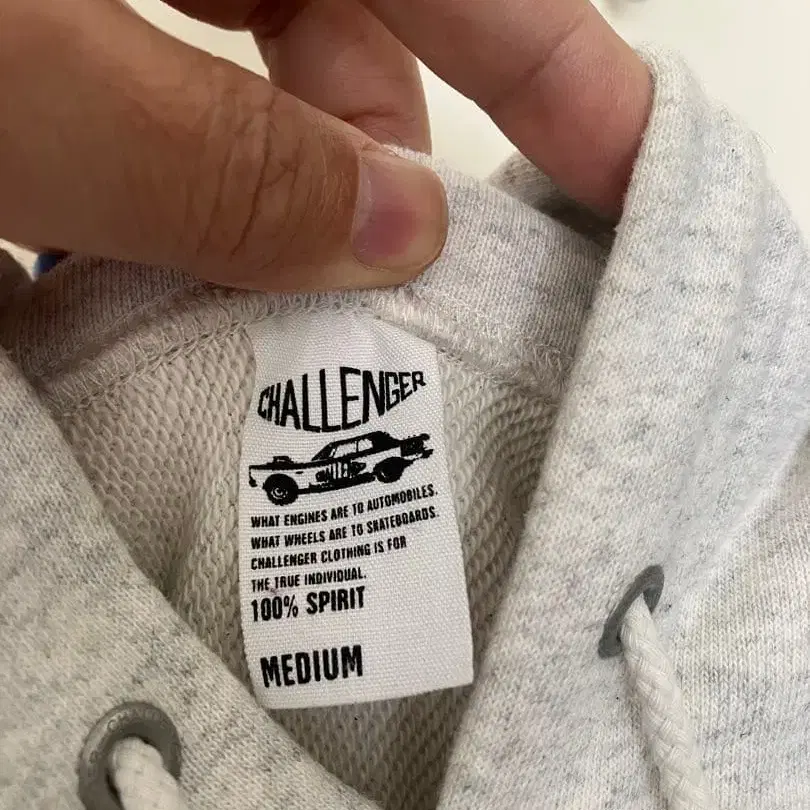 CHALLENGER
WHAT ENGINES ARE TO AUTOMOBILES.
WHAT WHEELS ARE TO SKATEBOARDS.
CHALLENGER CLOTHING IS FOR
THE TRUE INDIVIDUAL.
100% SPIRIT
MEDIUM